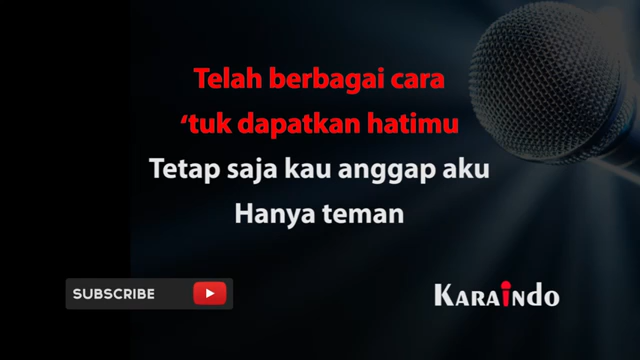 Telah berbagai cara
‘tuk dapatkan hatimu
Tetap saja kau anggap aku
Hanya teman
SUBSCRIBE
KARAINDO